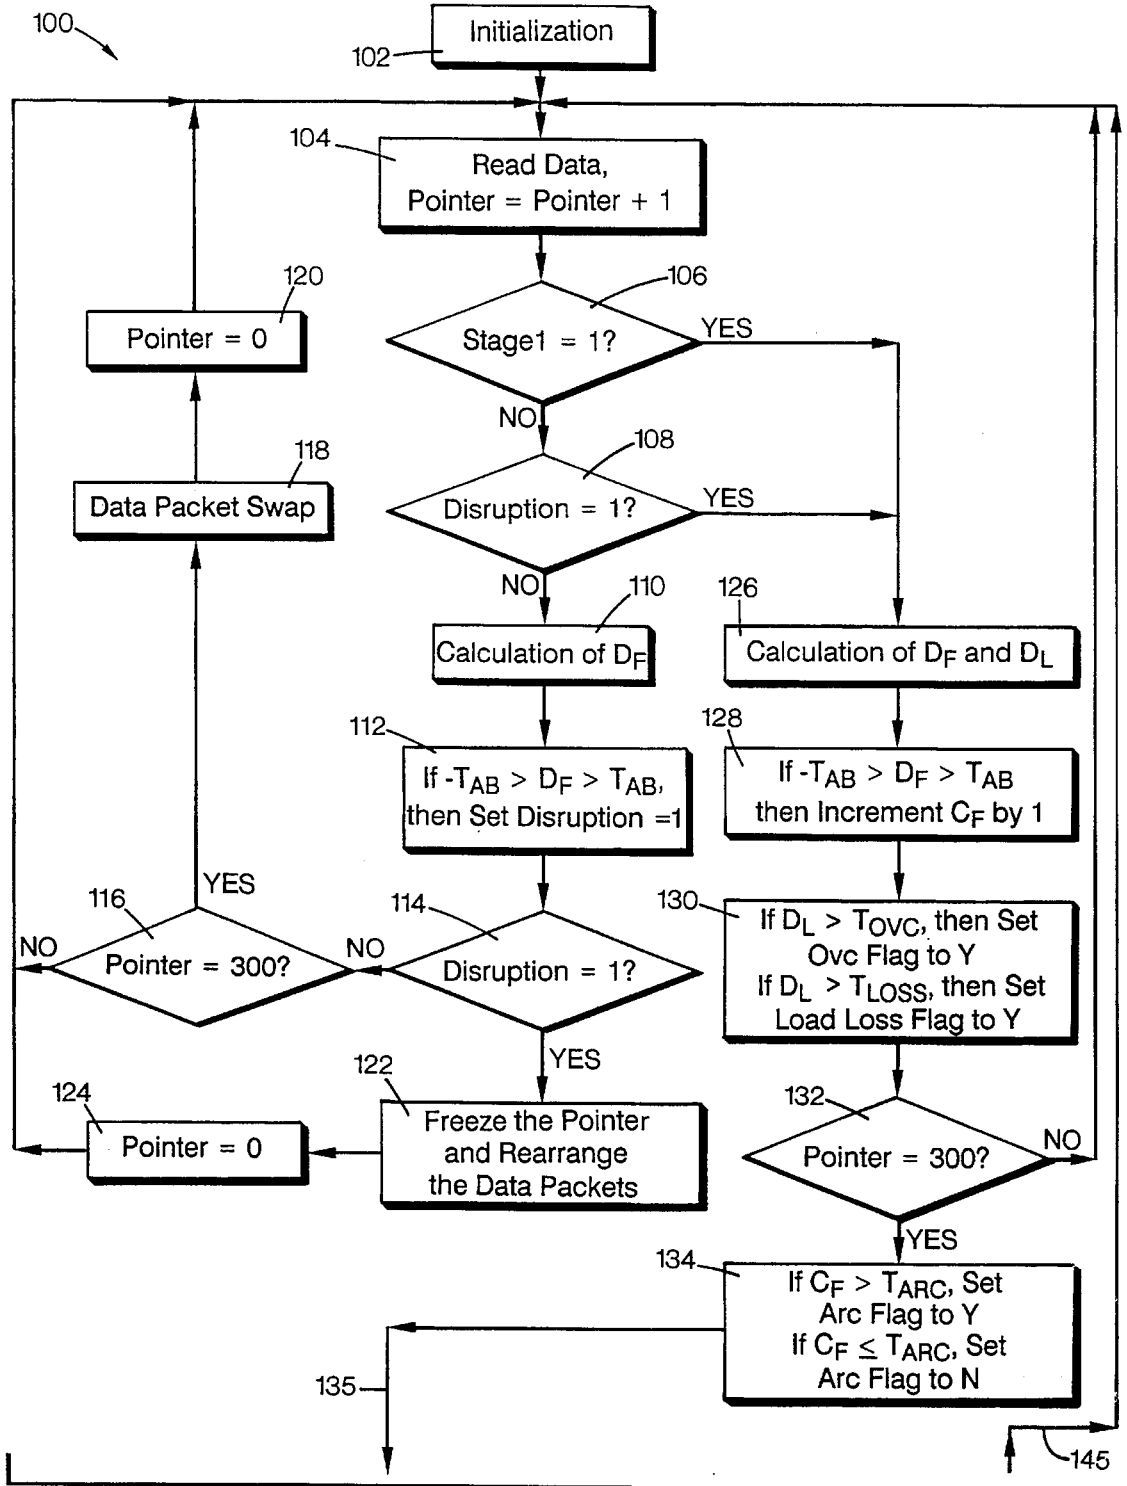 100
Initialization
102
104
Read Data,
Pointer = Pointer + 1
106
Stage1 = 1?
YES
NO
108
Disruption = 1?
YES
NO
120
Pointer = 0
118
Data Packet Swap
110
Calculation of DF
126
Calculation of DF and DL
112
If -TAB > DF > TAB,
then Set Disruption =1
128
If -TAB > DF > TAB
then Increment CF by 1
116
Pointer = 300?
YES
NO
114
Disruption = 1?
NO
YES
130
If DL > TOVC, then Set
Ovc Flag to Y
If DL > TLOSS, then Set
Load Loss Flag to Y
124
Pointer = 0
122
Freeze the Pointer
and Rearrange
the Data Packets
132
Pointer = 300?
NO
YES
134
If CF > TARC, Set
Arc Flag to Y
If CF ≤ TARC, Set
Arc Flag to N
135
145